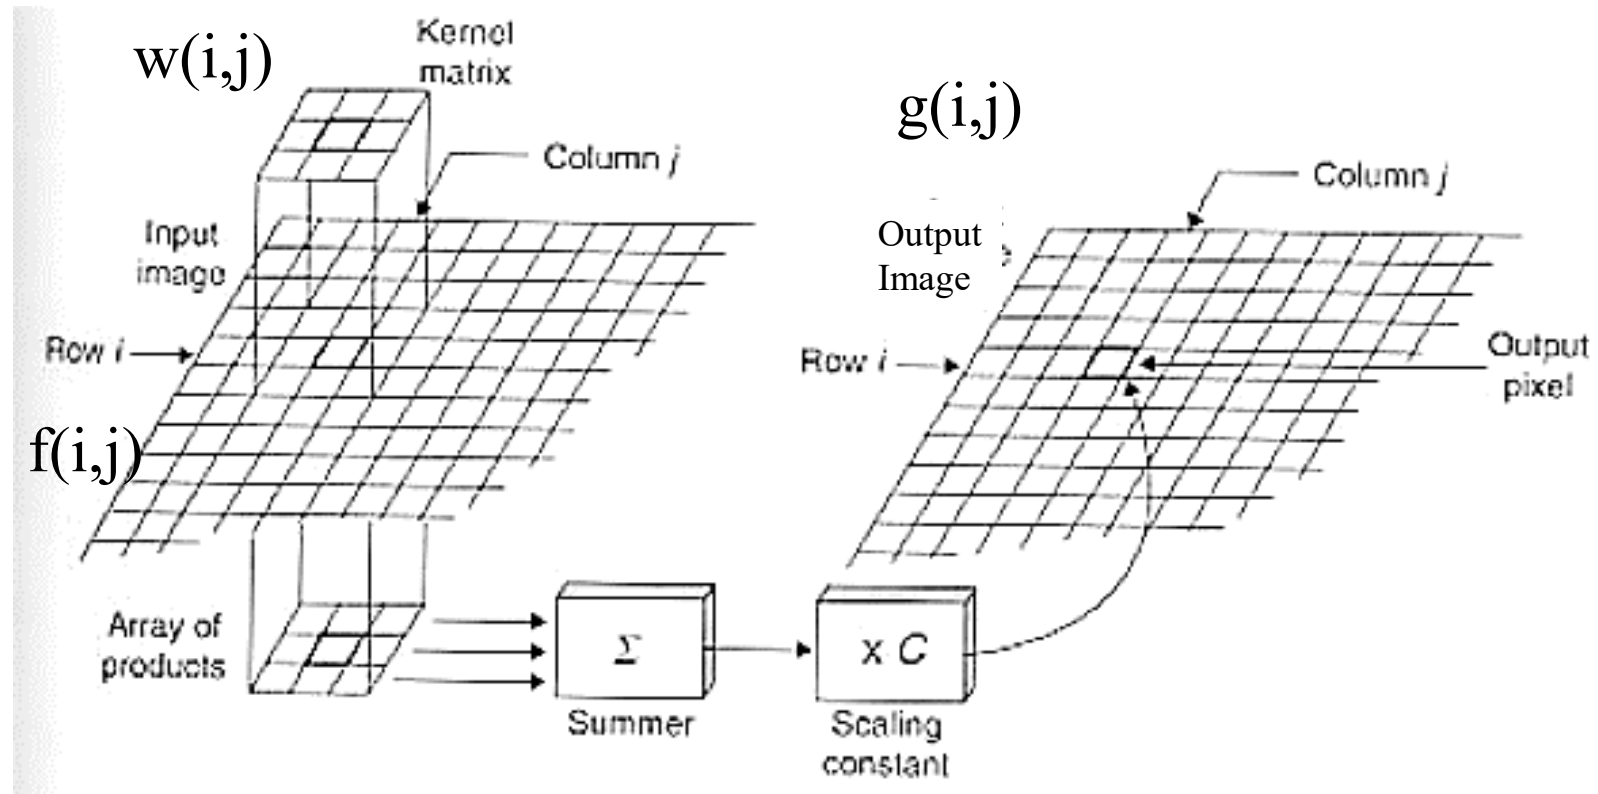 w(i,j)
Kernel
matrix
Column j
Input
image
Row i
f(i,j)
Array of
products
Σ
Summer
x C
Scaling
constant
g(i,j)
Column j
Output
Image
Row i
Output
pixel